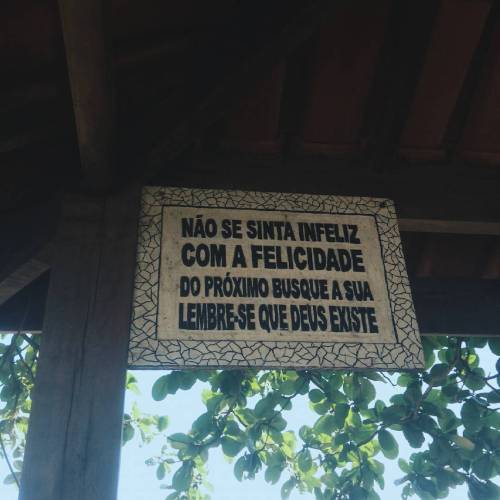 NÃO SE SINTA INFELIZ
COM A FELICIDADE
DO PRÓXIMO BUSQUE A SUA
LEMBRE-SE QUE DEUS EXISTE